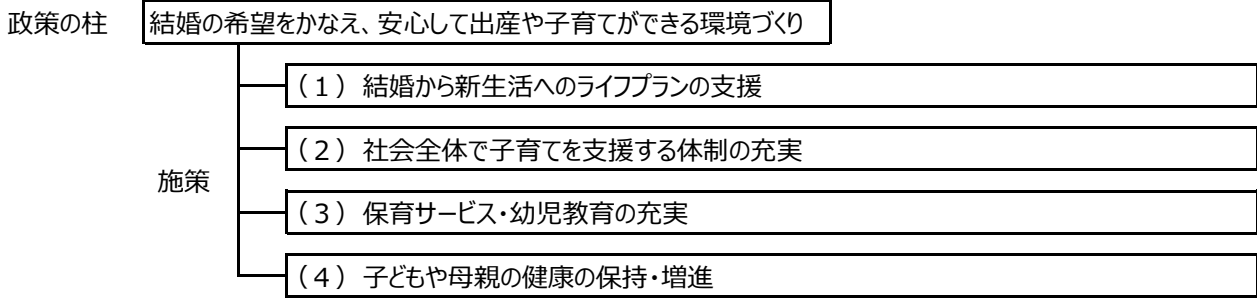 政策の柱 結婚の希望をかなえ、安心して出産や子育てができる環境づくり
（１）結婚から新生活へのライフプランの支援
（２）社会全体で子育てを支援する体制の充実
施策
（３）保育サービス・幼児教育の充実
（４）子どもや母親の健康の保持・増進